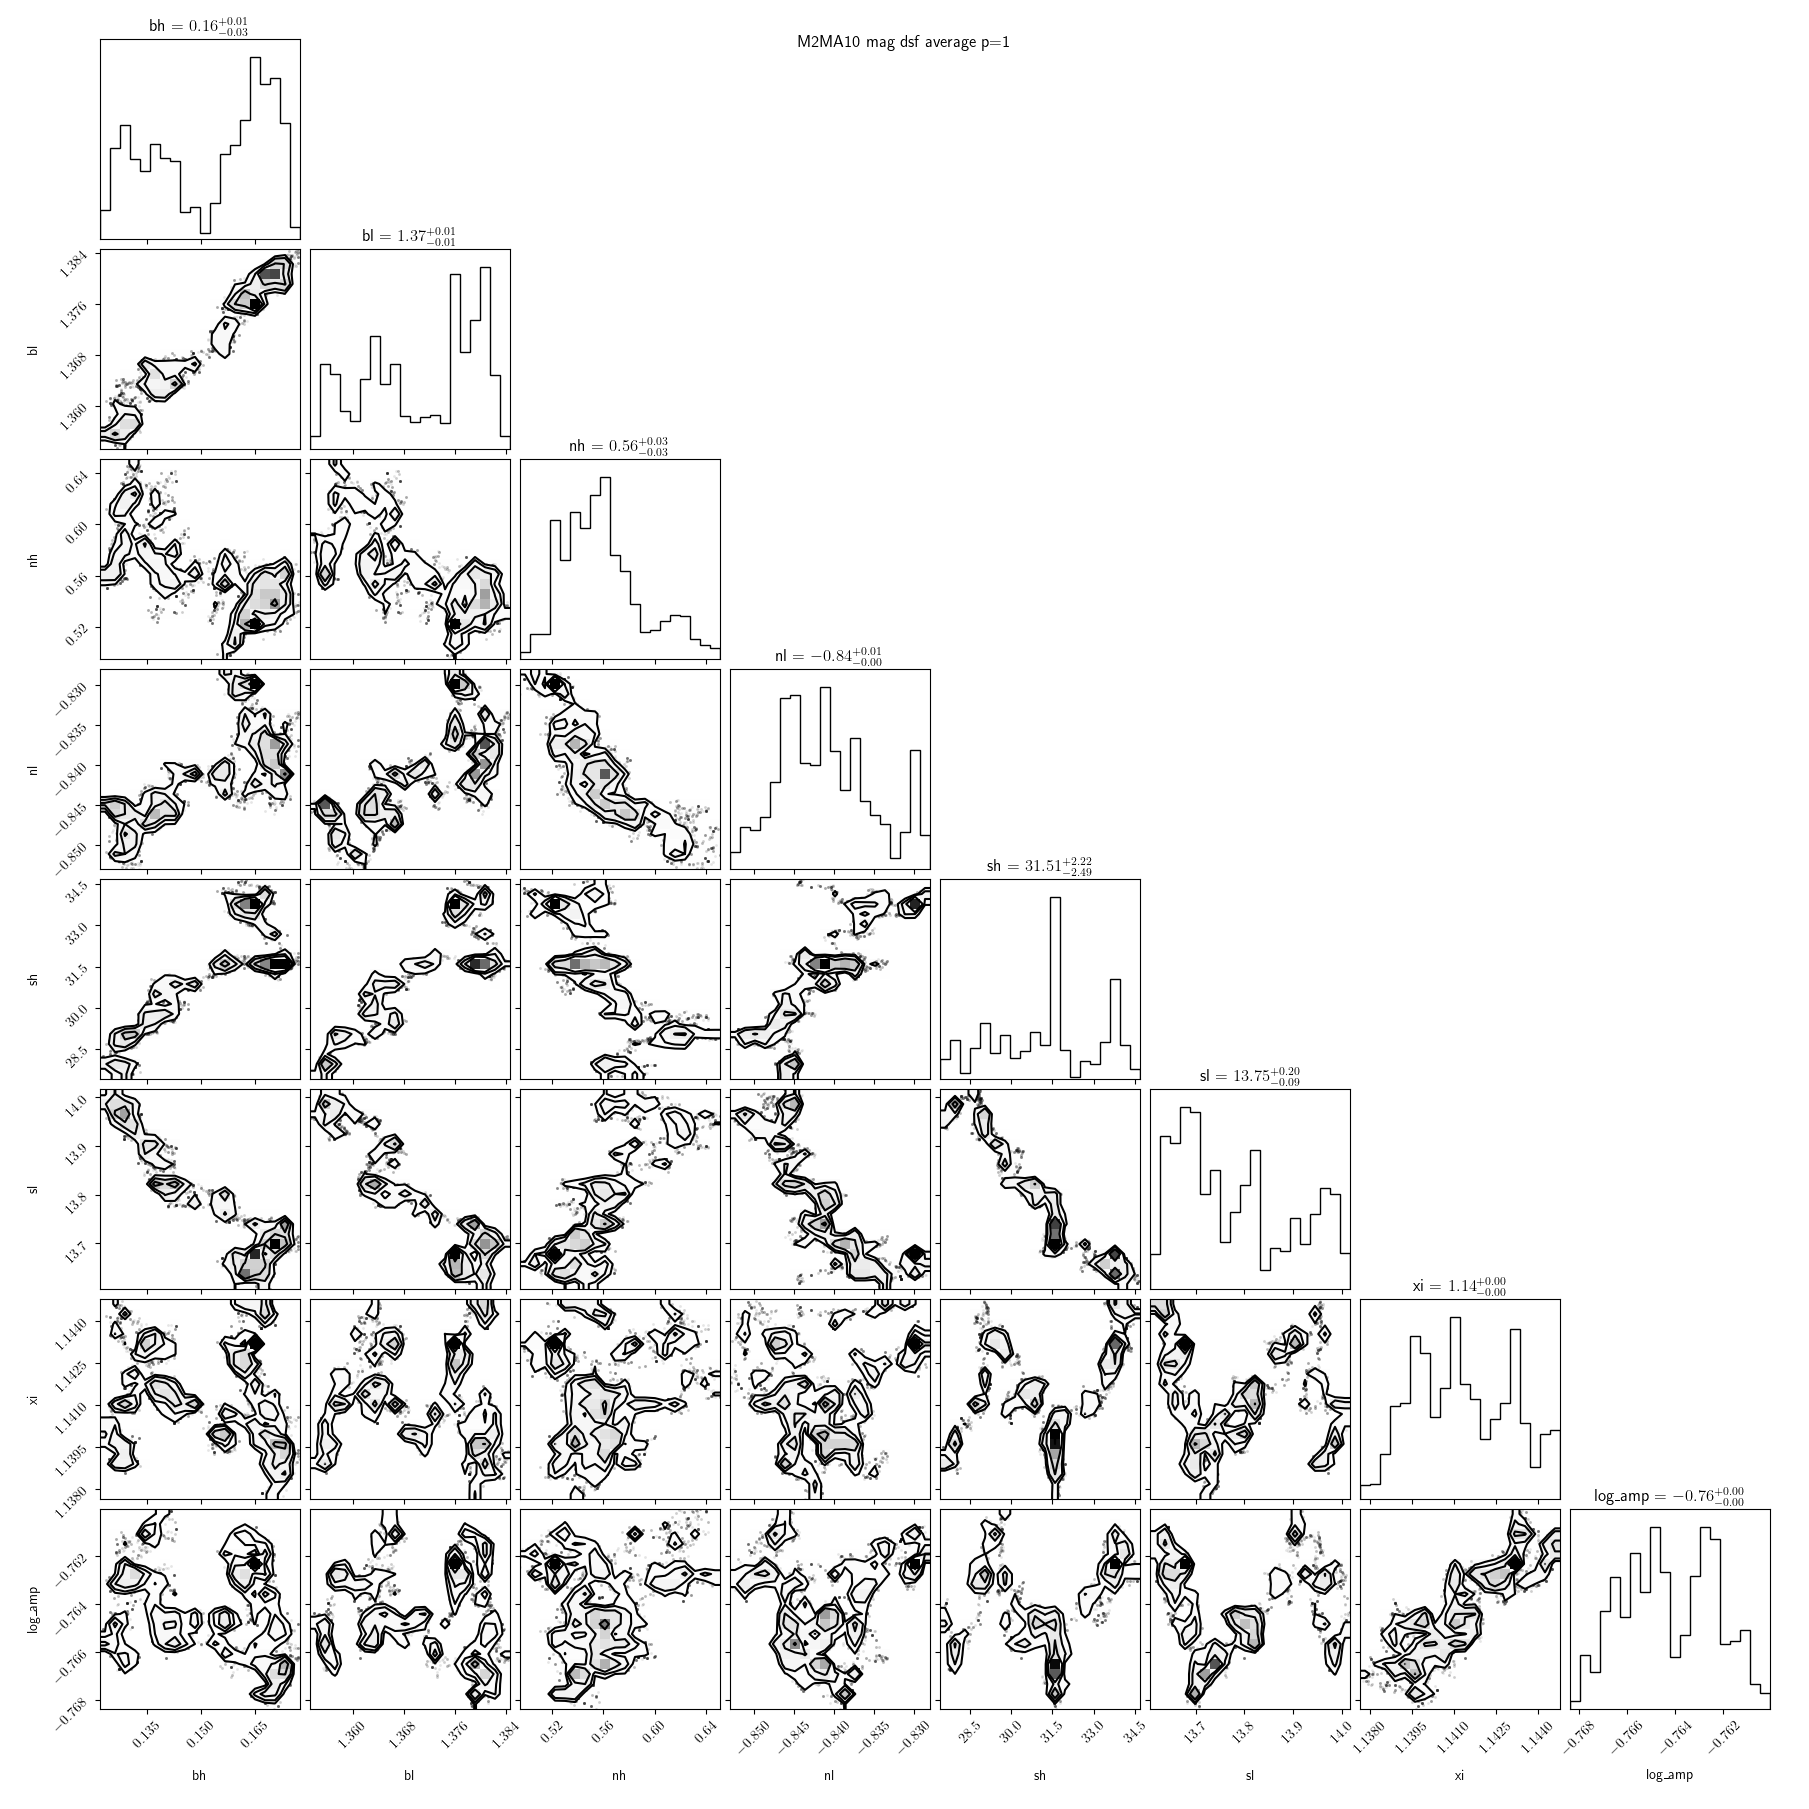 bh = 0.16+0.01−0.03
M2MA10 mag dsf average p=1
bl = 1.37+0.01−0.01
1.384
1.376
1.368
1.360
bl
nh = 0.56+0.03−0.03
0.64
0.60
0.56
0.52
nh
nl = −0.84+0.01−0.00
−0.830
−0.835
−0.840
−0.845
−0.850
nl
sh = 31.51+2.22−2.49
34.5
33.0
31.5
30.0
28.5
sh
sl = 13.75+0.20−0.09
14.0
13.9
13.8
13.7
sl
xi = 1.14+0.00−0.00
1.1440
1.1425
1.1410
1.1395
1.1380
xi
log_amp = −0.76+0.00−0.00
−0.762
−0.764
−0.766
−0.768
log_amp
0.135 0.150 0.165 1.360 1.368 1.376 1.384 0.52 0.56 0.60 0.64 −0.850 −0.845 −0.840 −0.835 −0.830 28.5 30.0 31.5 33.0 34.5 13.7 13.8 13.9 14.0 1.1380 1.1395 1.1410 1.1425 1.1440 −0.768 −0.766 −0.764 −0.762
bh bl nh nl sh sl xi log_amp